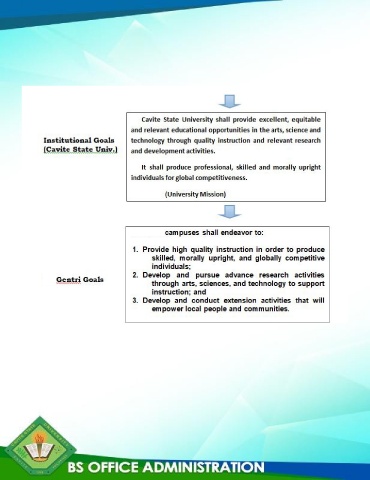 Cavite State University shall provide excellent, equitable
and relevant educational opportunities in the arts, science and
technology through quality instruction and relevant research
and development activities.
It shall produce professional, skilled and morally upright
individuals for global competitiveness.
(University Mission)
Institutional Goals
(Cavite State Univ.)
campuses shall endeavor to:
1. Provide high quality instruction in order to produce
skilled, morally upright, and globally competitive
individuals;
2. Develop and pursue advance research activities
through arts, sciences, and technology to support
instruction; and
3. Develop and conduct extension activities that will
empower local people and communities.
Gentri Goals
BS OFFICE ADMINISTRATION